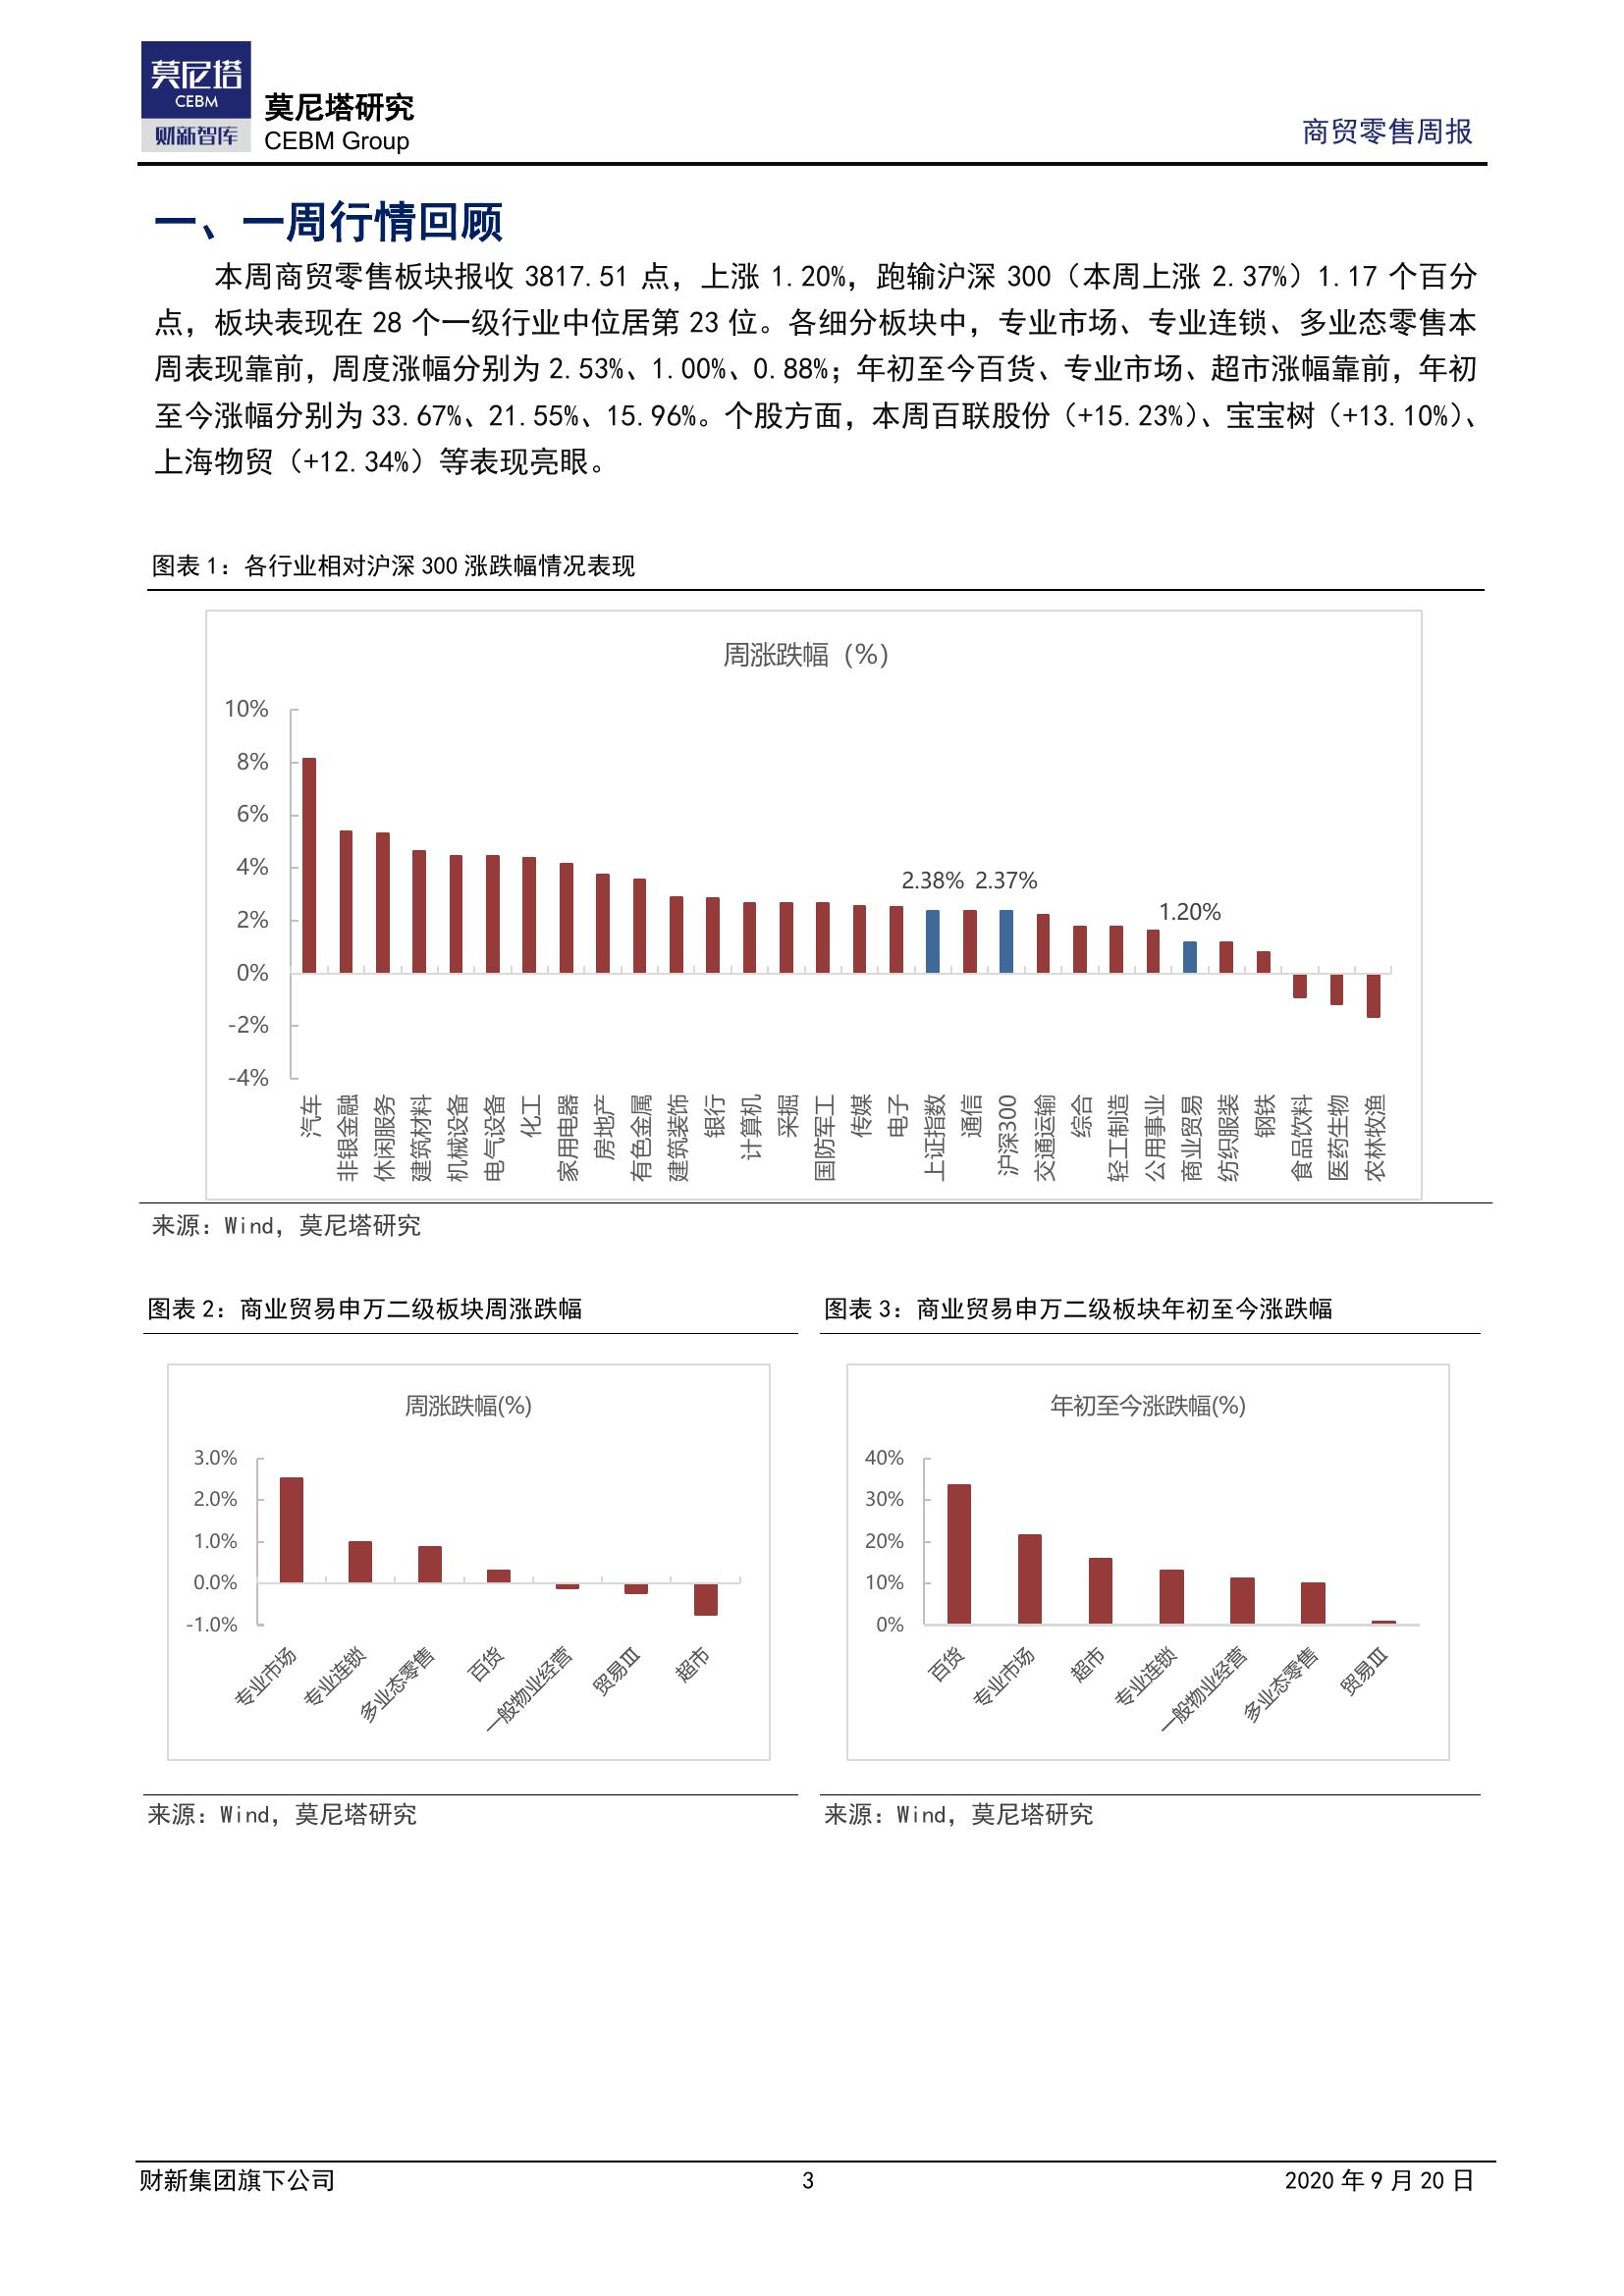 莫尼塔
CEBM
财新智库
莫尼塔研究
CEBM Group
商贸零售周报
一、一周行情回顾
本周商贸零售板块报收 3817.51 点，上涨 1.20%，跑输沪深 300（本周上涨 2.37%）1.17 个百分
点，板块表现在 28 个一级行业中位居第 23 位。各细分板块中，专业市场、专业连锁、多业态零售本
周表现靠前，周度涨幅分别为 2.53%、1.00%、0.88%；年初至今百货、专业市场、超市涨幅靠前，年初
至今涨幅分别为 33.67%、21.55%、15.96%。个股方面，本周百联股份（+15.23%）、宝宝树（+13.10%）、
上海物贸（+12.34%）等表现亮眼。
图表 1：各行业相对沪深 300 涨跌幅情况表现
周涨跌幅（%）
10%
8%
6%
4%
2%
0%
-2%
-4%
2.38%
2.37%
1.20%
汽车
非银金融
休闲服务
建筑材料
机械设备
电气设备
化工
家用电器
房地产
有色金属
建筑装饰
银行
计算机
采掘
国防军工
传媒
电子
上证指数
通信
沪深300
交通运输
综合
轻工制造
公用事业
商业贸易
纺织服装
钢铁
食品饮料
医药生物
农林牧渔
来源：Wind，莫尼塔研究
图表 2：商业贸易申万二级板块周涨跌幅
周涨跌幅(%)
3.0%
2.0%
1.0%
0.0%
-1.0%
专业市场
专业连锁
多业态零售
百货
一般物业经营
贸易Ⅲ
超市
来源：Wind，莫尼塔研究
图表 3：商业贸易申万二级板块年初至今涨跌幅
年初至今涨跌幅(%)
40%
30%
20%
10%
0%
百货
专业市场
超市
专业连锁
一般物业经营
多业态零售
贸易Ⅲ
来源：Wind，莫尼塔研究
财新集团旗下公司
3
2020 年 9 月 20 日